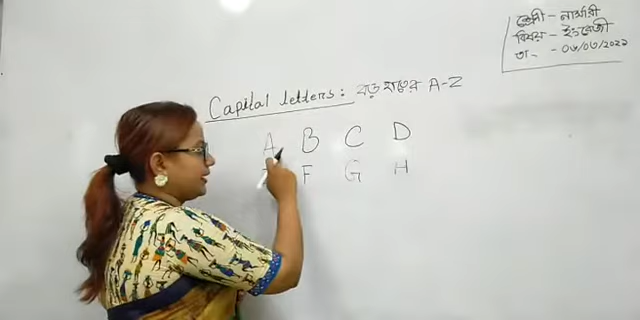 শ্রেণী - নার্সারী
বিষয় - ইংরেজী
তা -
Capital letters: বড় হাতের A-Z
A B C D
F G H